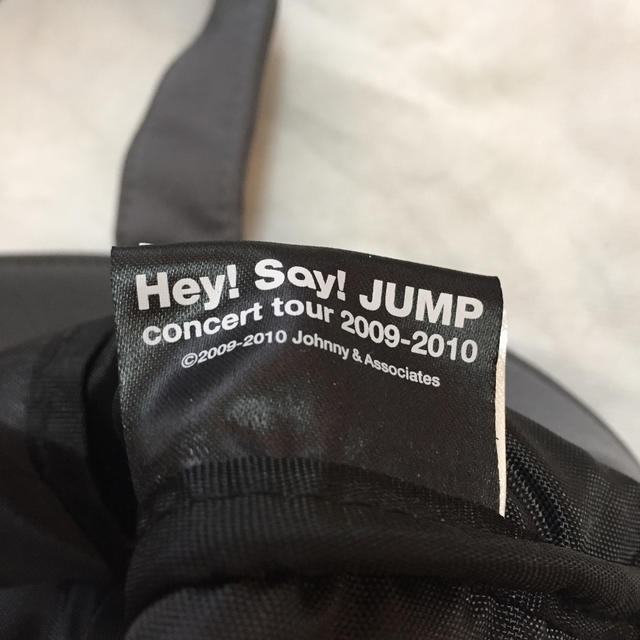 Hey! Say! JUMP
concert tour 2009-2010
©2009-2010 Johnny & Associates